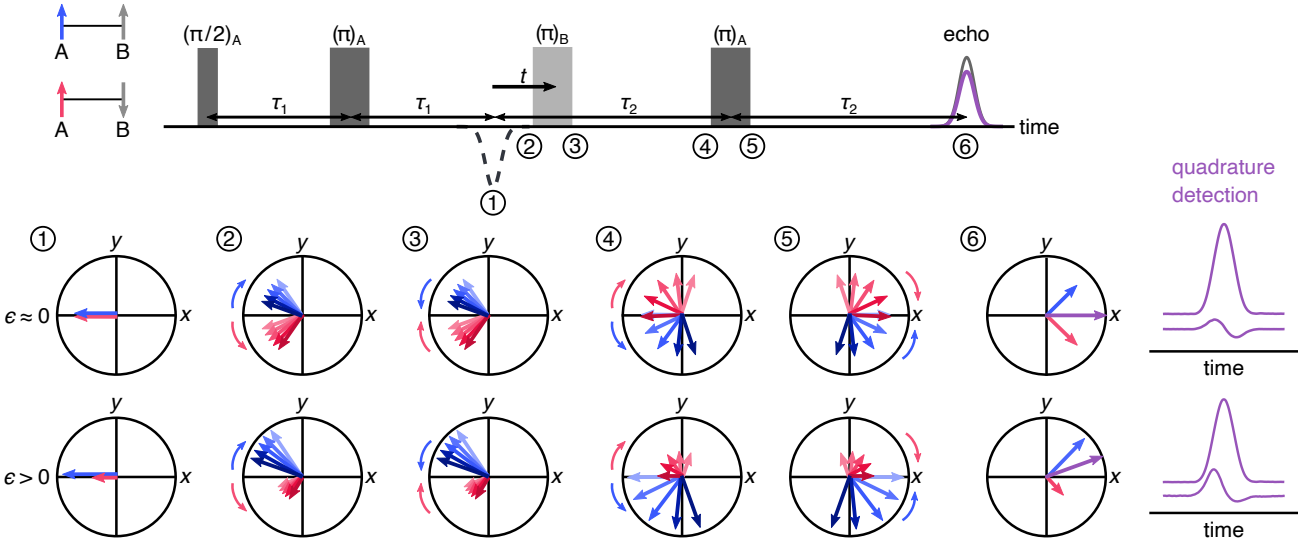 (π/2)A (π)A (π)B (π)A echo
A B
t
τ1 τ1 τ2 τ2
A B
time
② ③ ④ ⑤ ⑥
①
quadrature
detection
① y ② y ③ y ④ y ⑤ y ⑥ y
ϵ ≈ 0 x x x x x x
time
y y y y y y
ϵ > 0 x x x x x x
time